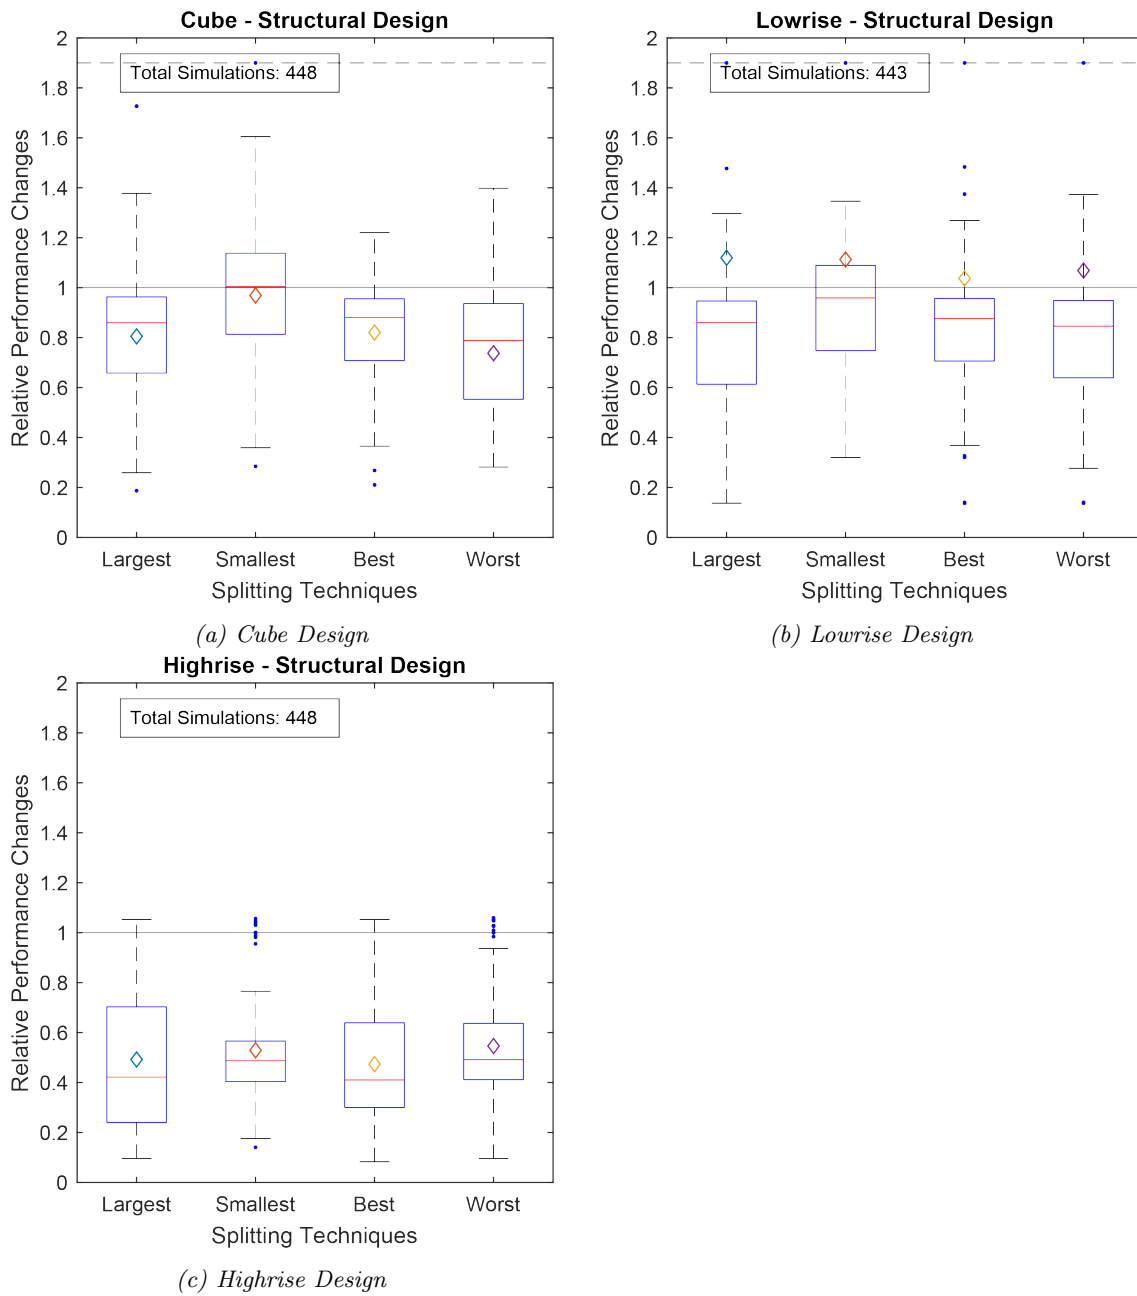 Cube - Structural Design
Total Simulations: 448
Relative Performance Changes
2
1.8
1.6
1.4
1.2
1
0.8
0.6
0.4
0.2
0
Largest Smallest Best Worst
Splitting Techniques
(a) Cube Design
Lowrise - Structural Design
Total Simulations: 443
Relative Performance Changes
2
1.8
1.6
1.4
1.2
1
0.8
0.6
0.4
0.2
0
Largest Smallest Best Worst
Splitting Techniques
(b) Lowrise Design
Highrise - Structural Design
Total Simulations: 448
Relative Performance Changes
2
1.8
1.6
1.4
1.2
1
0.8
0.6
0.4
0.2
0
Largest Smallest Best Worst
Splitting Techniques
(c) Highrise Design